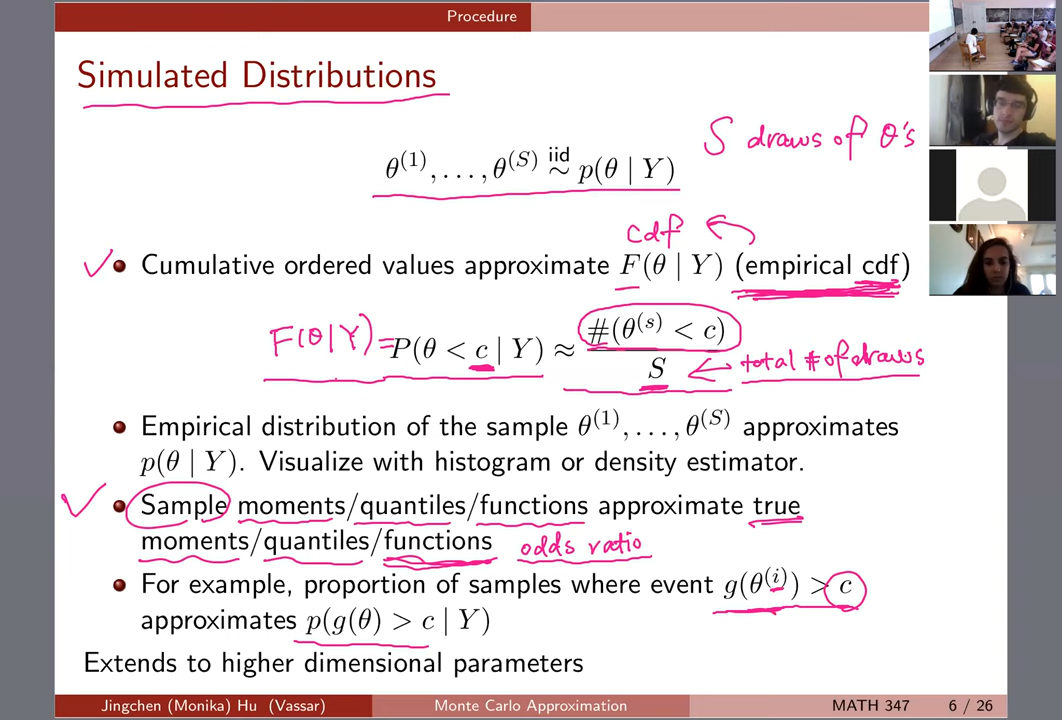 Procedure
Simulated Distributions
S draws of θ's
θ^(1), . . . , θ^(S) iid ∼ p(θ | Y)
cdf
Cumulative ordered values approximate F(θ | Y) (empirical cdf)
F(θ|Y)= P(θ < c | Y) ≈ #(θ^(s) < c) / S ← total # of draws
Empirical distribution of the sample θ^(1), . . . , θ^(S) approximates
p(θ | Y). Visualize with histogram or density estimator.
Sample moments/quantiles/functions approximate true
moments/quantiles/functions odds ratio
For example, proportion of samples where event g(θ^(i)) > c
approximates p(g(θ) > c | Y)
Extends to higher dimensional parameters
Jingchen (Monika) Hu (Vassar) Monte Carlo Approximation MATH 347 6 / 26